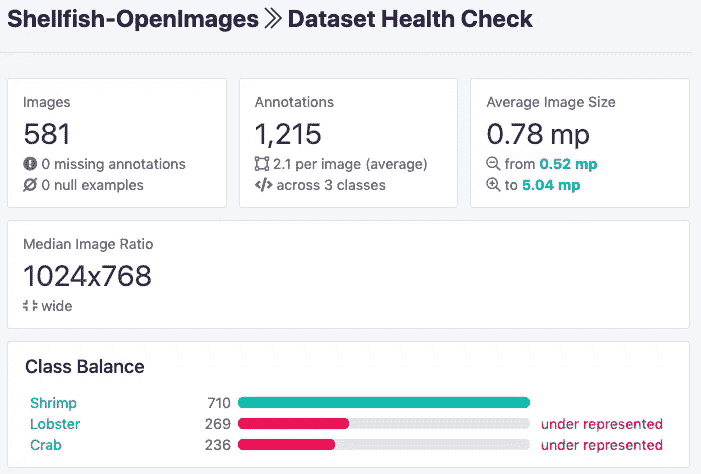 Shellfish-OpenImages » Dataset Health Check
Images
581
0 missing annotations
0 null examples
Annotations
1,215
2.1 per image (average)
</> across 3 classes
Average Image Size
0.78 mp
from 0.52 mp
to 5.04 mp
Median Image Ratio
1024x768
wide
Class Balance
Shrimp 710
Lobster 269 under represented
Crab 236 under represented